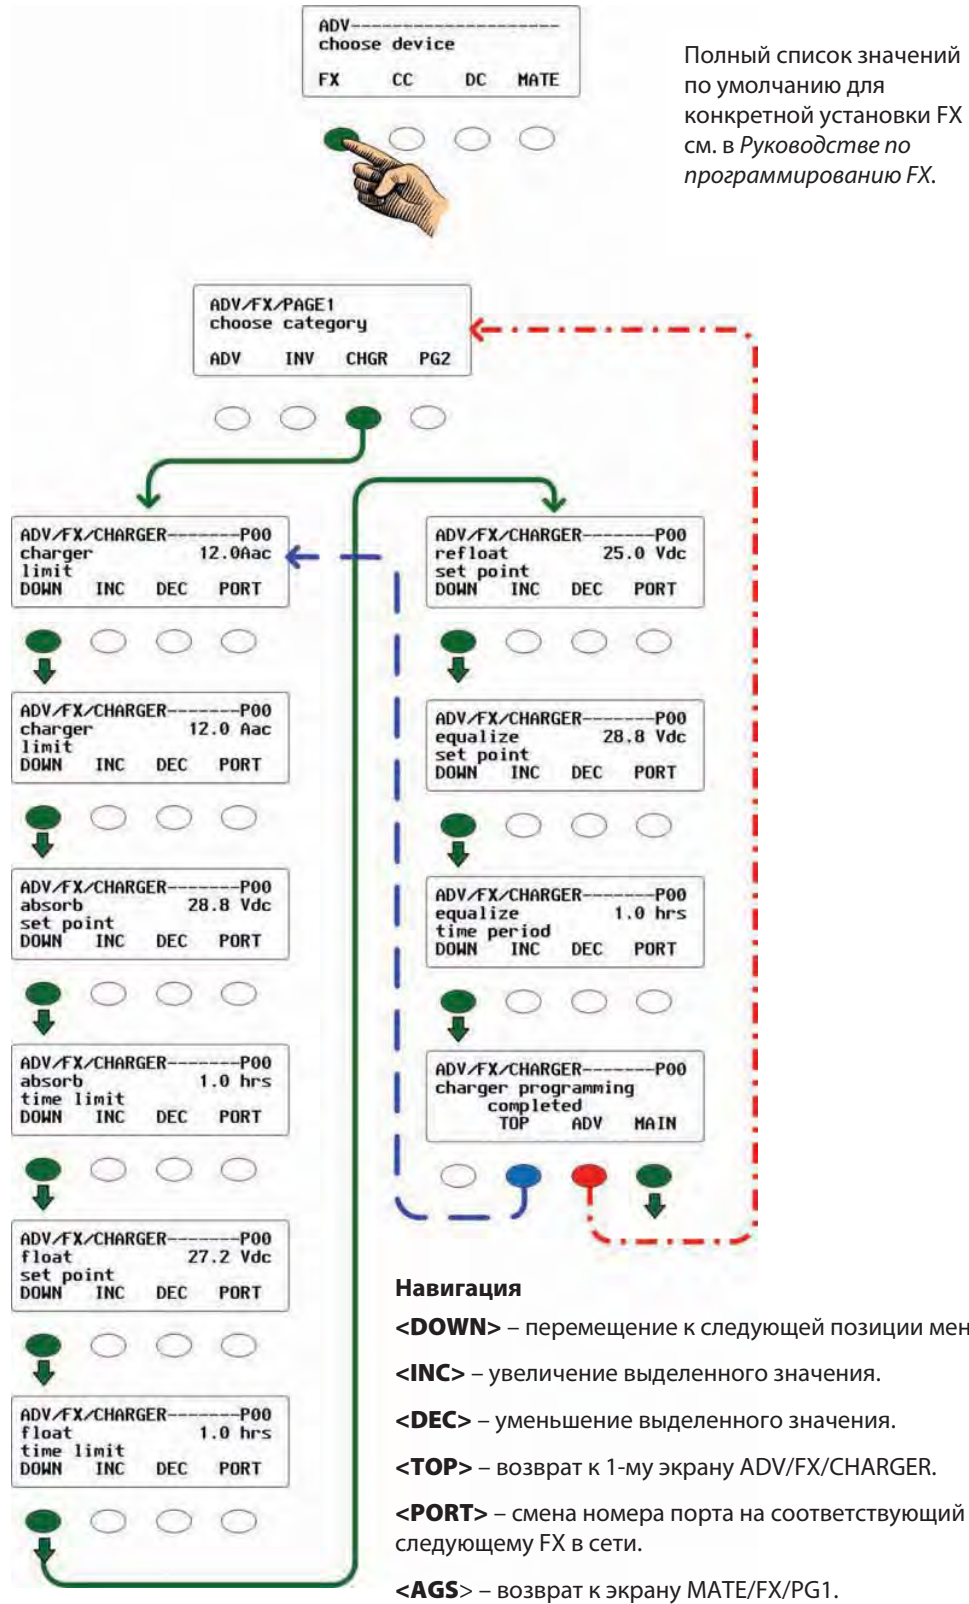 ADV--------------------
choose device
FX CC DC MATE
Полный список значений
по умолчанию для
конкретной установки FX
см. в Руководстве по
программированию FX.
ADV/FX/PAGE1
choose category
ADV INV CHGR PG2
ADV/FX/CHARGER-------P00
charger 12.0Aac
limit
DOWN INC DEC PORT
ADV/FX/CHARGER-------P00
charger 12.0 Aac
limit
DOWN INC DEC PORT
ADV/FX/CHARGER-------P00
absorb 28.8 Vdc
set point
DOWN INC DEC PORT
ADV/FX/CHARGER-------P00
absorb 1.0 hrs
time limit
DOWN INC DEC PORT
ADV/FX/CHARGER-------P00
float 27.2 Vdc
set point
DOWN INC DEC PORT
ADV/FX/CHARGER-------P00
float 1.0 hrs
time limit
DOWN INC DEC PORT
ADV/FX/CHARGER-------P00
refloat 25.0 Vdc
set point
DOWN INC DEC PORT
ADV/FX/CHARGER-------P00
equalize 28.8 Vdc
set point
DOWN INC DEC PORT
ADV/FX/CHARGER-------P00
equalize 1.0 hrs
time period
DOWN INC DEC PORT
ADV/FX/CHARGER-------P00
charger programming
completed
TOP ADV MAIN
Навигация
<DOWN> – перемещение к следующей позиции мен
<INC> – увеличение выделенного значения.
<DEC> – уменьшение выделенного значения.
<TOP> – возврат к 1-му экрану ADV/FX/CHARGER.
<PORT> – смена номера порта на соответствующий
следующему FX в сети.
<AGS> – возврат к экрану MATE/FX/PG1.